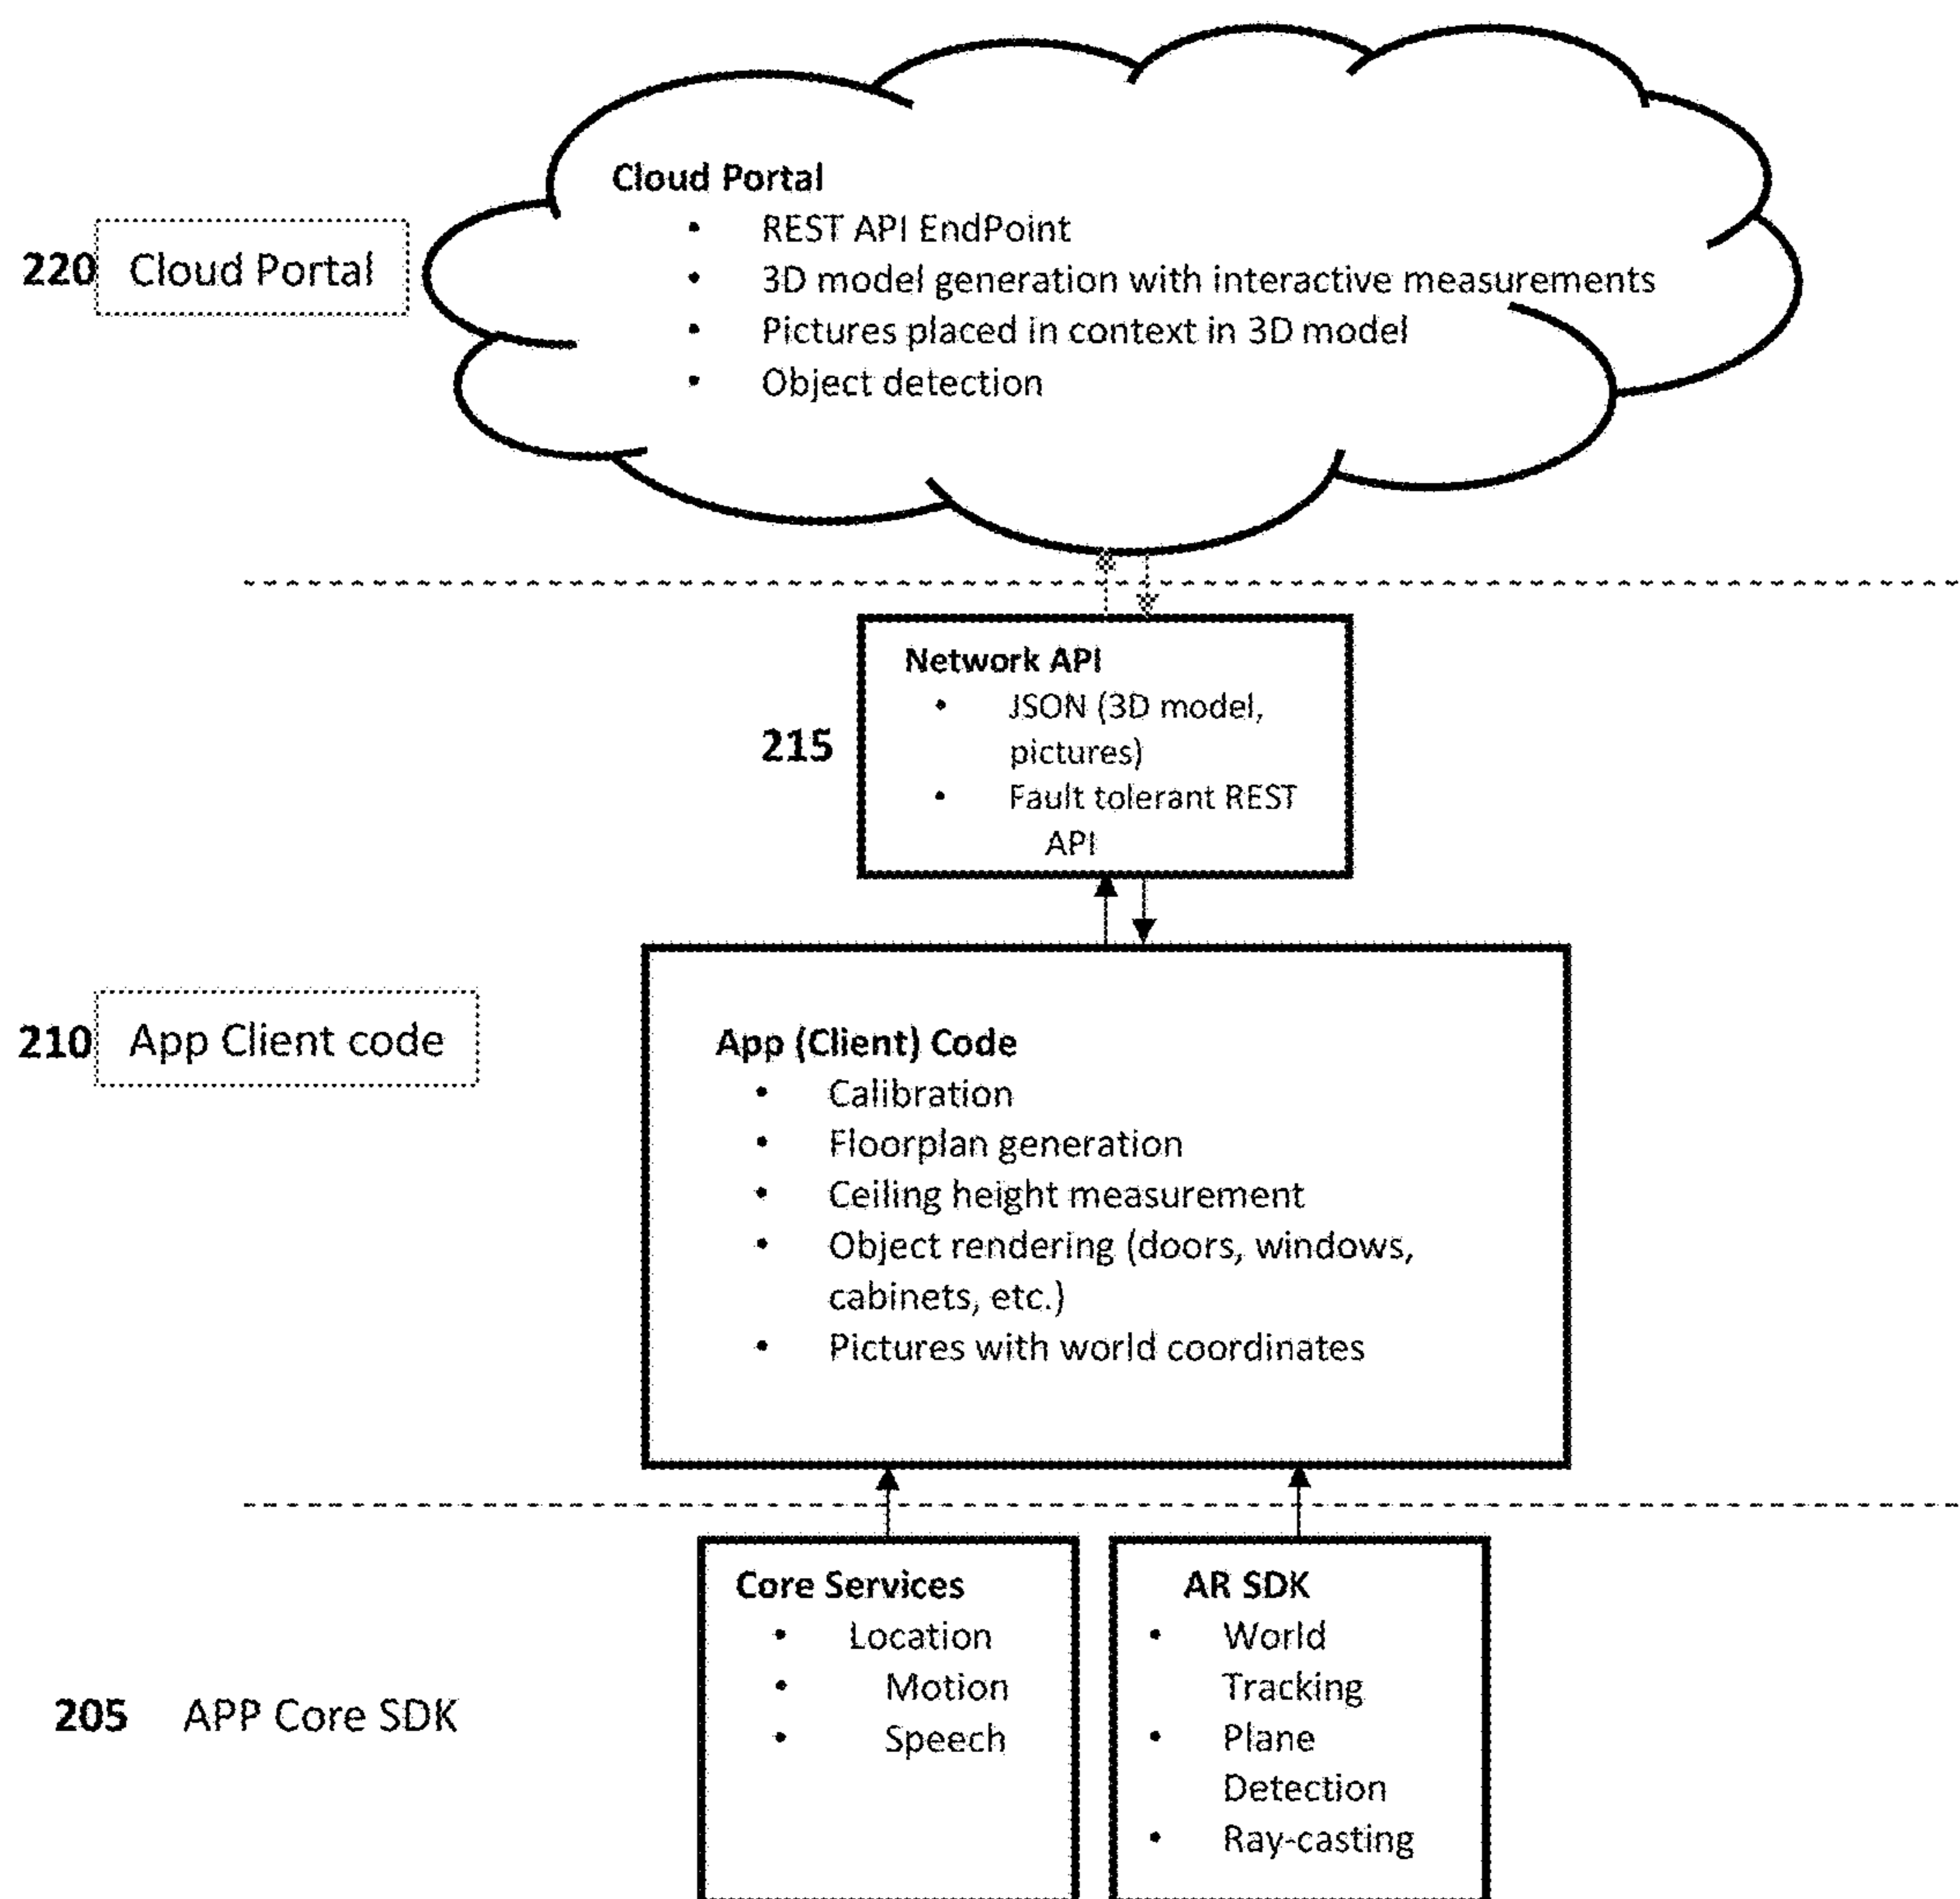 Cloud Portal
• REST API EndPoint
• 3D model generation with interactive measurements
• Pictures placed in context in 3D model
• Object detection
220 Cloud Portal
Network API
• JSON (3D model,
pictures)
• Fault tolerant REST
API
215
210 App Client code
App (Client) Code
• Calibration
• Floorplan generation
• Ceiling height measurement
• Object rendering (doors, windows,
cabinets, etc.)
• Pictures with world coordinates
205 APP Core SDK
Core Services
• Location
• Motion
• Speech
AR SDK
• World
Tracking
• Plane
Detection
• Ray-casting